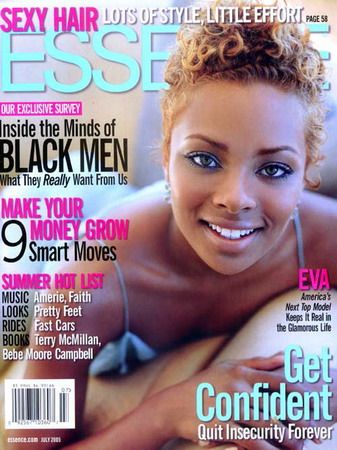 SEXY HAIR LOTS OF STYLE, LITTLE EFFORT PAGE 58
ESSE E
OUR EXCLUSIVE SURVEY
Inside the Minds of
BLACK MEN
What They Really Want From Us
MAKE YOUR
MONEY GROW
9 Smart Moves
SUMMER HOT LIST
MUSIC Amerie, Faith
LOOKS Pretty Feet
RIDES Fast Cars
BOOKS Terry McMillan,
Bebe Moore Campbell
EVA
America's
Next Top Model
Keeps It Real in
the Glamorous Life
Get
Confident
Quit Insecurity Forever
essence.com JULY 2005